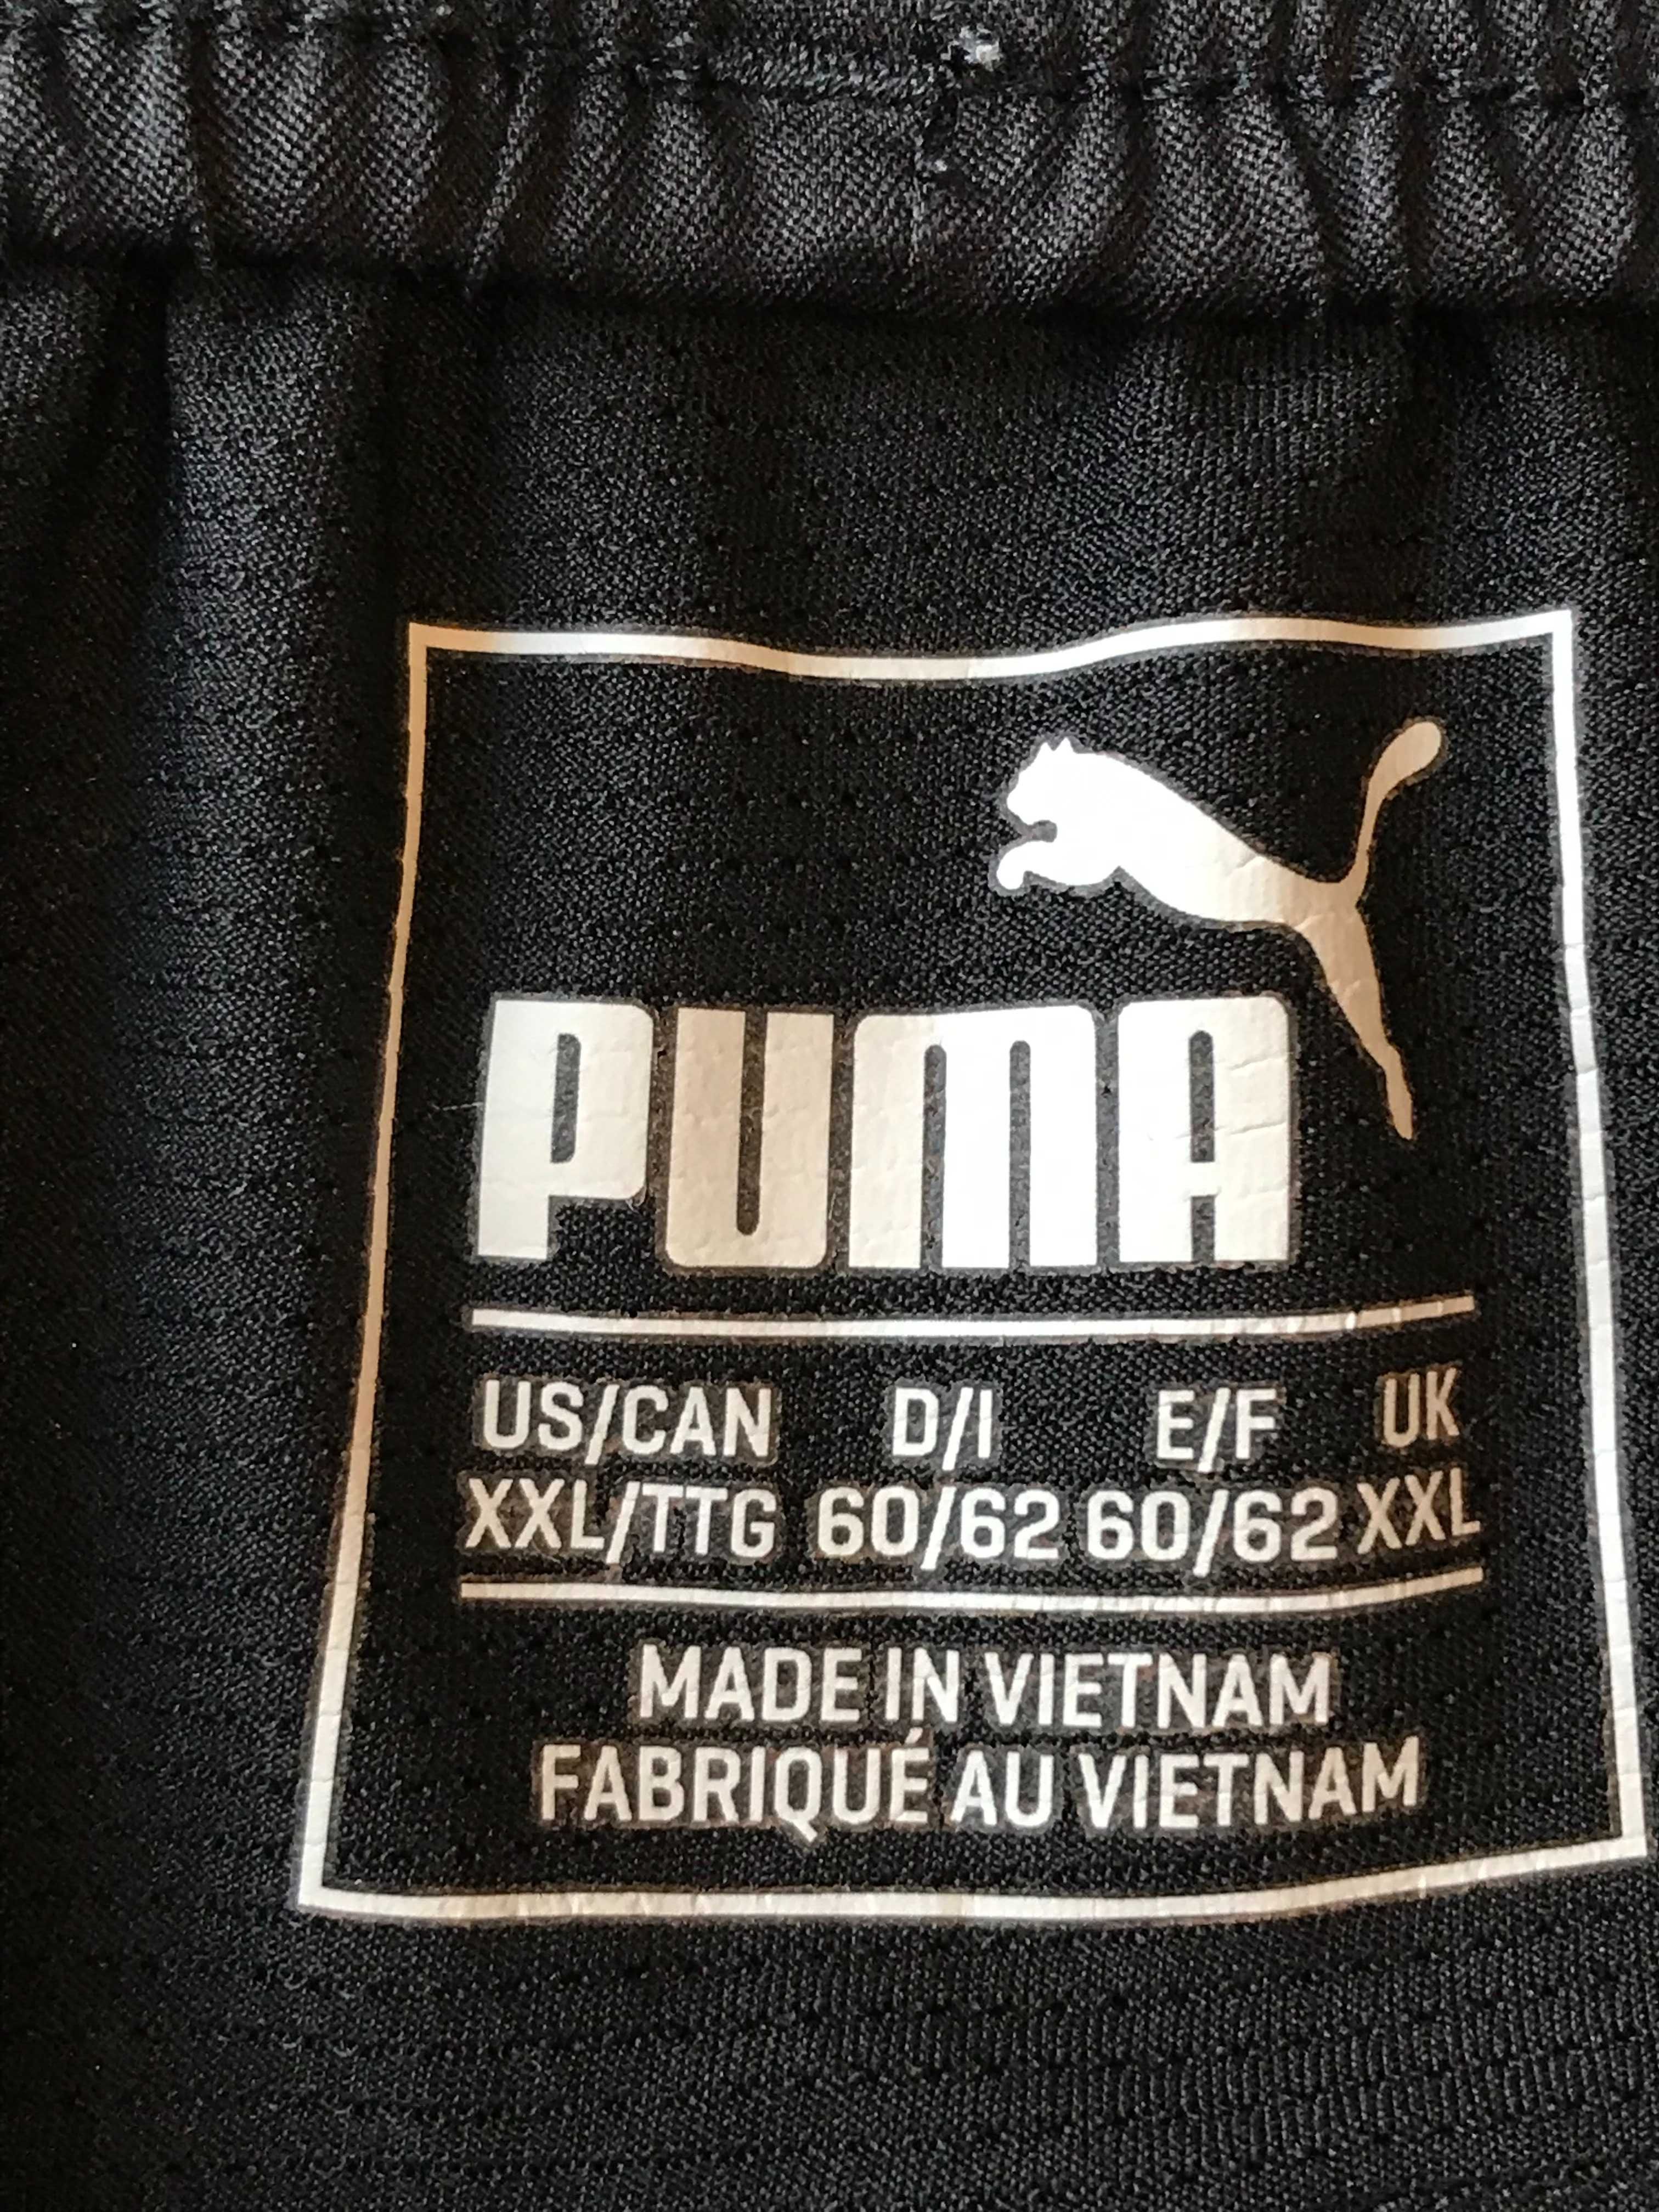 PUMA
US/CAN D/I E/F UK
XXL/TTG 60/62 60/62 XXL
MADE IN VIETNAM
FABRIQUÉ AU VIETNAM